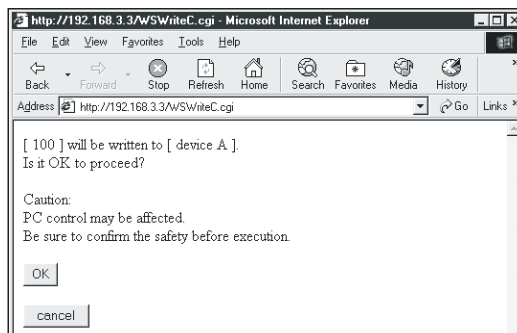 http://192.168.3.3/WSWriteC.cgi - Microsoft Internet Explorer
File Edit View Favorites Tools Help
Back Forward Stop Refresh Home Search Favorites Media History »
Address http://192.168.3.3/WSWriteC.cgi Go Links »
[ 100 ] will be written to [ device A ].
Is it OK to proceed?
Caution:
PC control may be affected.
Be sure to confirm the safety before execution.
OK
cancel